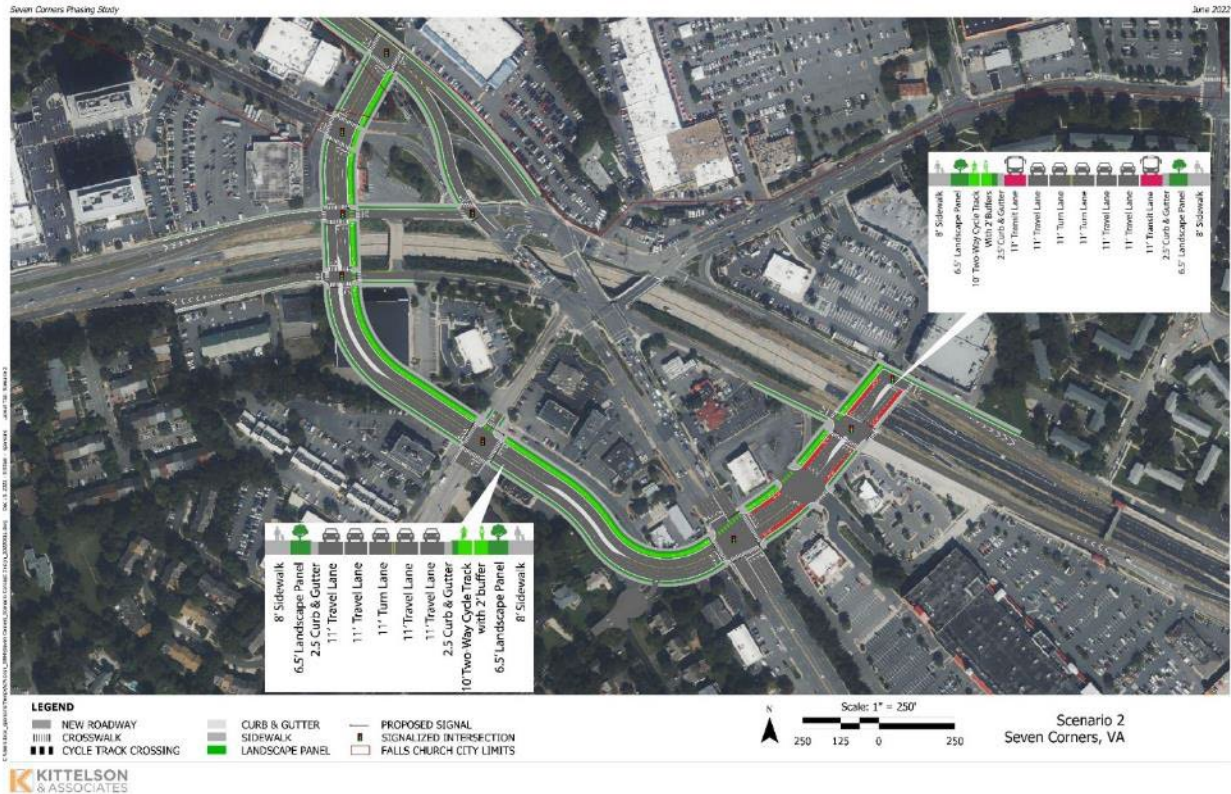 Seven Corners Phasing Study
June 2022
8' Sidewalk
6.5' Landscape Panel
10' Two-Way Cycle Track
With 2' Buffers
2.5' Curb & Gutter
11' Transit Lane
11' Travel Lane
11' Turn Lane
11' Turn Lane
11' Travel Lane
11' Travel Lane
11' Transit Lane
2.5' Curb & Gutter
6.5' Landscape Panel
8' Sidewalk
8' Sidewalk
6.5' Landscape Panel
2.5 Curb & Gutter
11' Travel Lane
11' Travel Lane
11' Turn Lane
11' Travel Lane
11' Travel Lane
2.5' Curb & Gutter
10' Two-Way Cycle Track
with 2' buffer
6.5' Landscape Panel
8' Sidewalk
LEGEND
NEW ROADWAY
CROSSWALK
CYCLE TRACK CROSSING
CURB & GUTTER
SIDEWALK
LANDSCAPE PANEL
PROPOSED SIGNAL
SIGNALIZED INTERSECTION
FALLS CHURCH CITY LIMITS
N
Scale: 1" = 250'
250 125 0 250
Scenario 2
Seven Corners, VA
KITTELSON
& ASSOCIATES